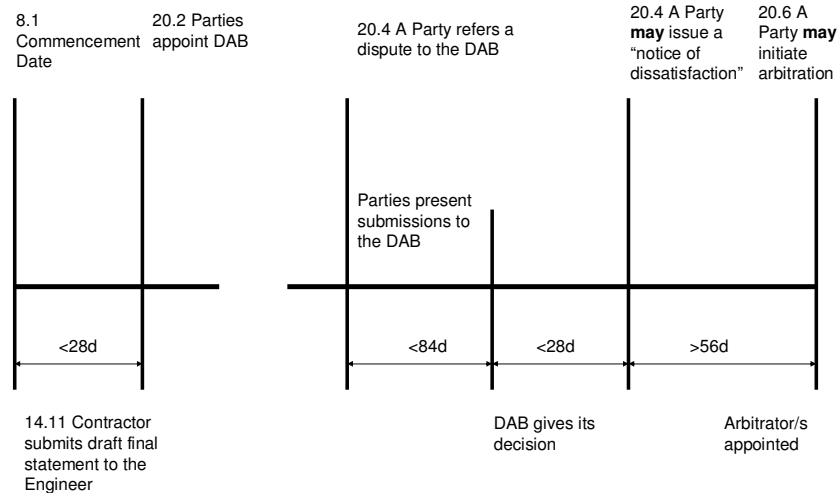 8.1
Commencement
Date
20.2 Parties
appoint DAB
20.4 A Party refers a
dispute to the DAB
20.4 A Party
may issue a
“notice of
dissatisfaction”
20.6 A
Party may
initiate
arbitration
Parties present
submissions to
the DAB
<28d
<84d
<28d
>56d
14.11 Contractor
submits draft final
statement to the
Engineer
DAB gives its
decision
Arbitrator/s
appointed